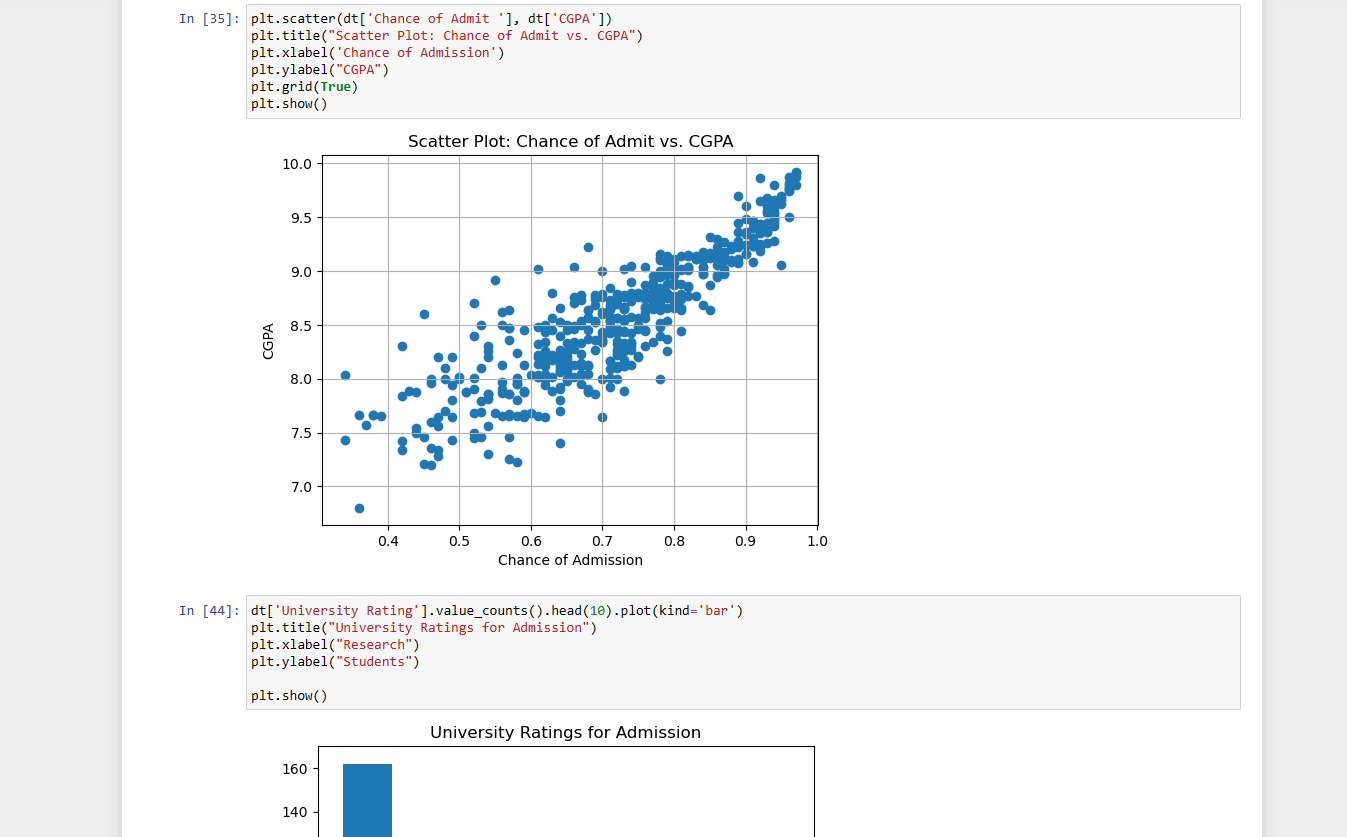 In [35]: plt.scatter(dt['Chance of Admit '], dt['CGPA'])
plt.title("Scatter Plot: Chance of Admit vs. CGPA")
plt.xlabel('Chance of Admission')
plt.ylabel("CGPA")
plt.grid(True)
plt.show()
Scatter Plot: Chance of Admit vs. CGPA
10.0
9.5
9.0
8.5
8.0
7.5
7.0
CGPA
0.4 0.5 0.6 0.7 0.8 0.9 1.0
Chance of Admission
In [44]: dt['University Rating'].value_counts().head(10).plot(kind='bar')
plt.title("University Ratings for Admission")
plt.xlabel("Research")
plt.ylabel("Students")
plt.show()
University Ratings for Admission
160
140